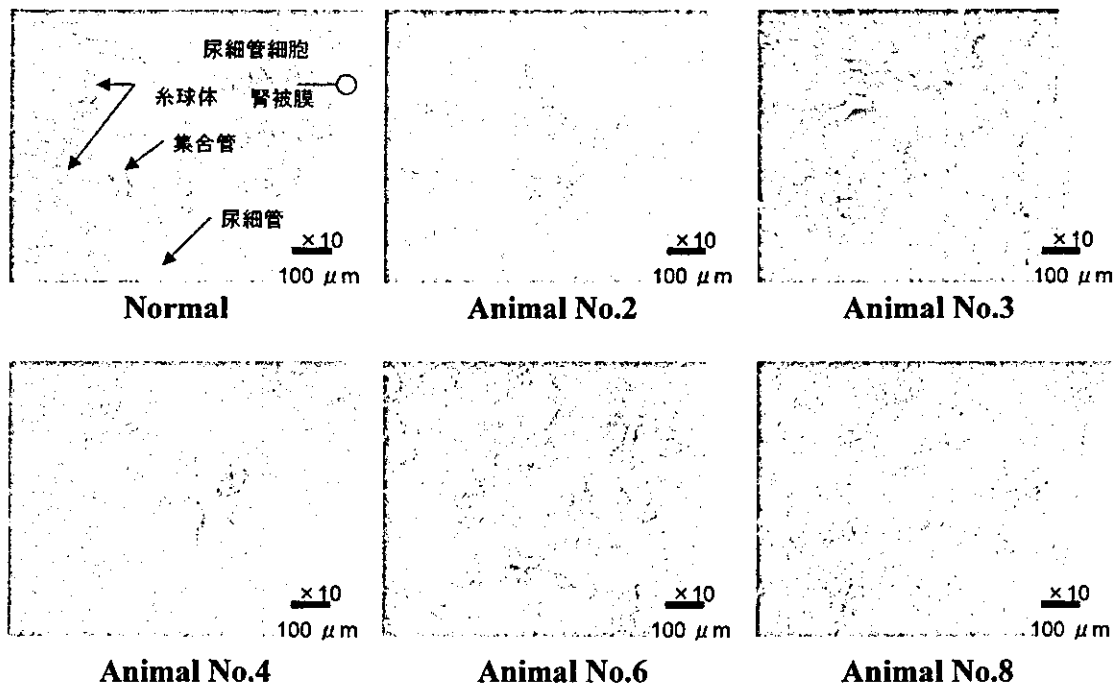 尿細管細胞
糸球体 腎被膜
集合管
尿細管
×10
100 μm
Normal
×10
100 μm
Animal No.2
×10
100 μm
Animal No.3
×10
100 μm
Animal No.4
×10
100 μm
Animal No.6
×10
100 μm
Animal No.8